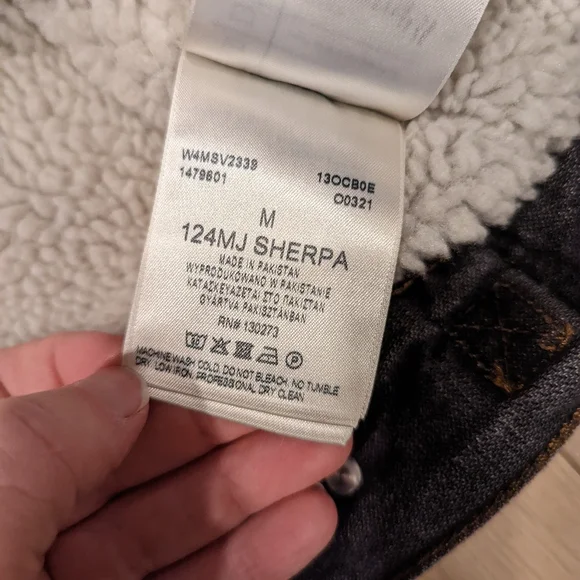 W4MSV2339
1479601
13OCB0E
O0321
M
124MJ SHERPA
MADE IN PAKISTAN
WYPRODUKOWANO W PAKISTANIE
ΚΑΤΑΣΚΕΥΑΖΕΤΑΙ ΣΤΟ ΠΑΚΙΣΤΑΝ
GYÁRTVA PAKISZTÁNBAN
RN# 130273
MACHINE WASH COLD. DO NOT BLEACH. NO TUMBLE
DRY. LOW IRON. PROFESSIONAL DRY CLEAN